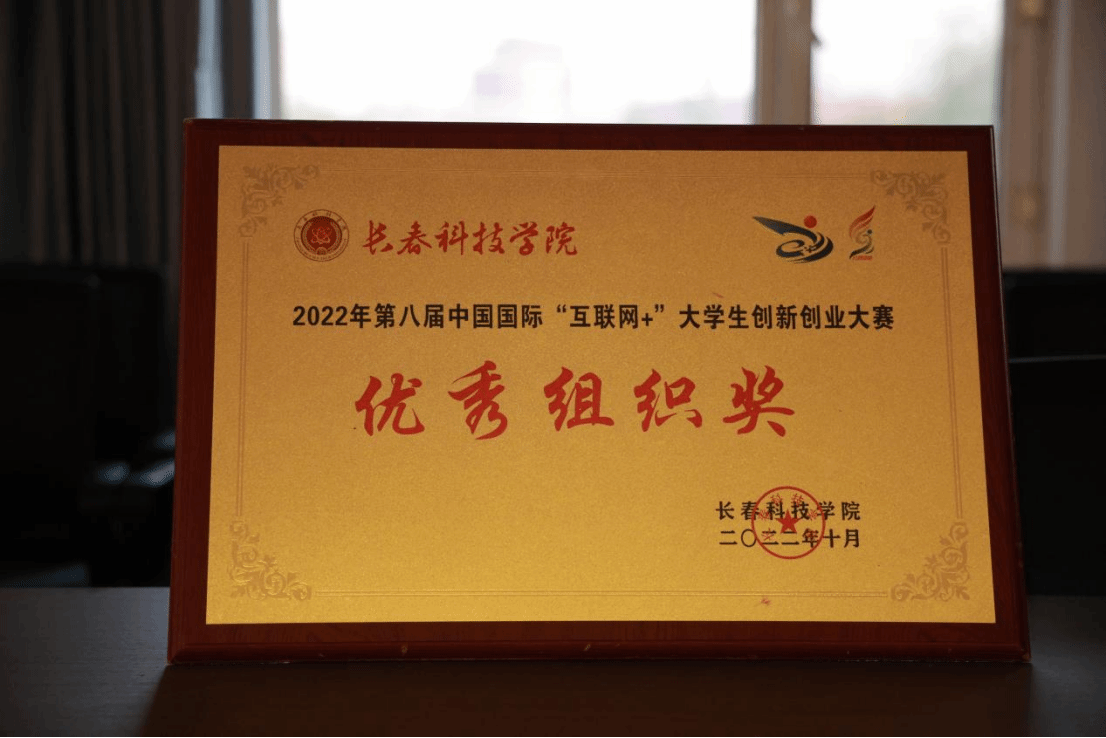 长春科技学院
2022年第八届中国国际“互联网+”大学生创新创业大赛
优秀组织奖
长春科技学院
二〇二二年十月